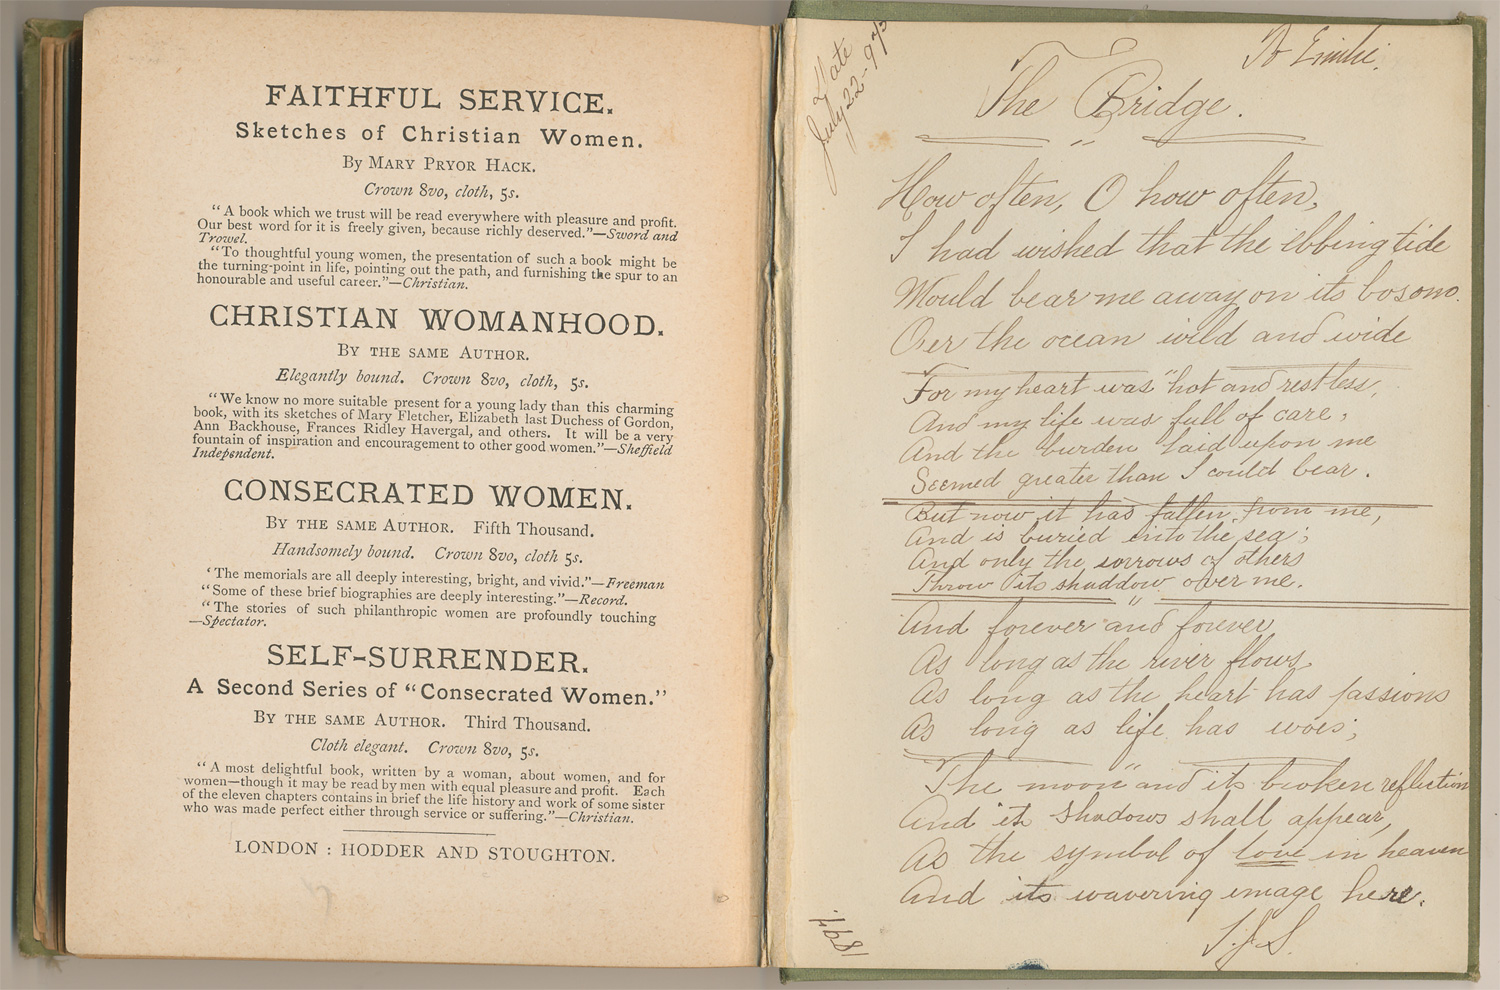 FAITHFUL SERVICE.
Sketches of Christian Women.
By MARY PRYOR HACK.
Crown 8vo, cloth, 5s.
“A book which we trust will be read everywhere with pleasure and profit.
Our best word for it is freely given, because richly deserved.”—Sword and
Trowel.
“To thoughtful young women, the presentation of such a book might be
the turning-point in life, pointing out the path, and furnishing the spur to an
honourable and useful career.”—Christian.
CHRISTIAN WOMANHOOD.
BY THE SAME AUTHOR.
Elegantly bound. Crown 8vo, cloth, 5s.
“We know no more suitable present for a young lady than this charming
book, with its sketches of Mary Fletcher, Elizabeth last Duchess of Gordon,
Ann Backhouse, Frances Ridley Havergal, and others. It will be a very
fountain of inspiration and encouragement to other good women.”—Sheffield
Independent.
CONSECRATED WOMEN.
BY THE SAME AUTHOR. Fifth Thousand.
Handsomely bound. Crown 8vo, cloth 5s.
‘The memorials are all deeply interesting, bright, and vivid.”—Freeman
“Some of these brief biographies are deeply interesting.”—Record.
“The stories of such philanthropic women are profoundly touching
—Spectator.
SELF-SURRENDER.
A Second Series of “Consecrated Women.”
BY THE SAME AUTHOR. Third Thousand.
Cloth elegant. Crown 8vo, 5s.
“A most delightful book, written by a woman, about women, and for
women—though it may be read by men with equal pleasure and profit. Each
of the eleven chapters contains in brief the life history and work of some sister
who was made perfect either through service or suffering.”—Christian.
LONDON : HODDER AND STOUGHTON.
Date
July 22-
To
The Bridge.
How often, O how often,
I had wished that the ebbing tide
Would bear me away on its bosom.
Over the ocean wild and wide
For my heart was "hot and restless,
And my life was full of care;
And the burden laid upon me
Seemed greater than I could bear.
But now it has fallen from me,
And is buried into the sea;
And only the sorrows of others
Throw its shaddow over me.
And forever and forever
As long as the river flows
As long as the heart has passions
As long as life has woes;
The moon and its broken reflection
And its shadows shall appear,
As the symbol of love in heaven
And its wavering image here.
1894